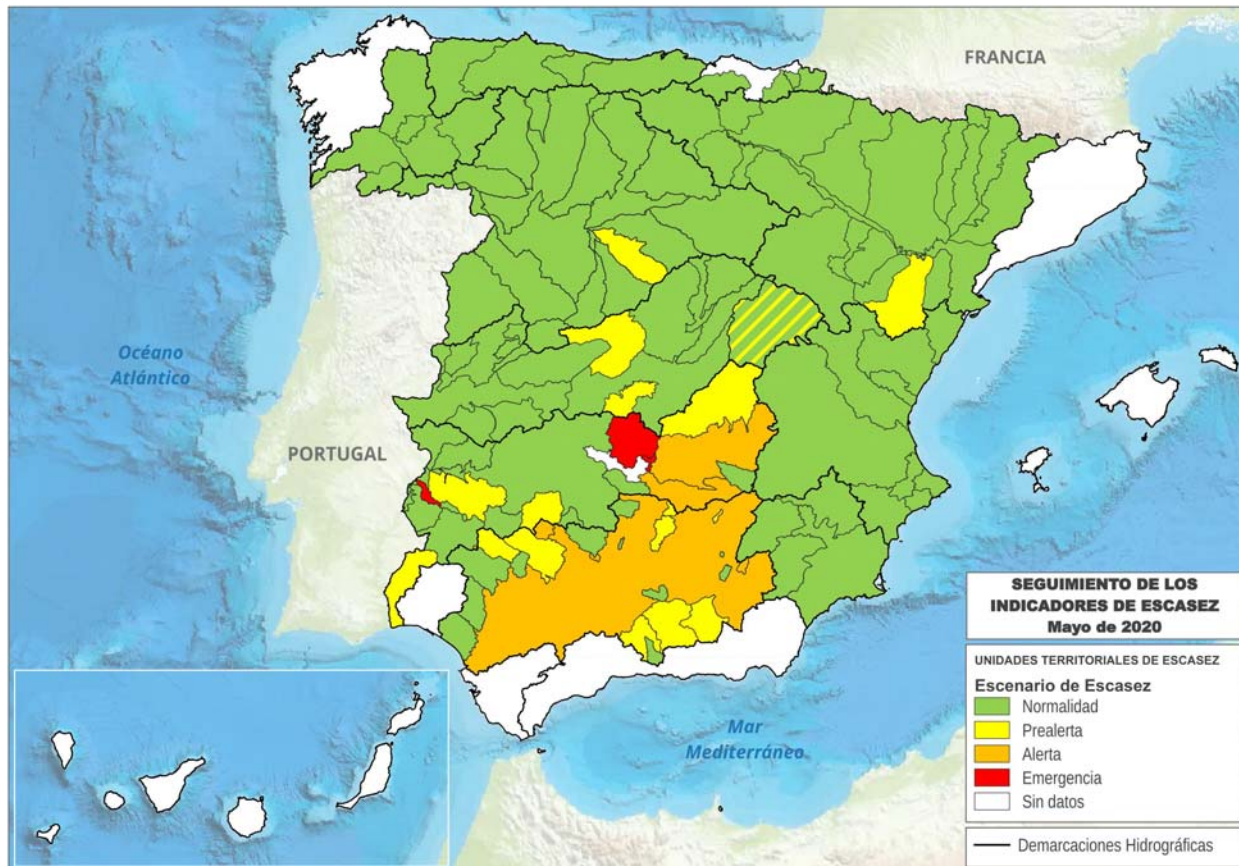 FRANCIA
Océano
Atlántico
PORTUGAL
Mar
Mediterráneo
SEGUIMIENTO DE LOS
INDICADORES DE ESCASEZ
Mayo de 2020
UNIDADES TERRITORIALES DE ESCASEZ
Escenario de Escasez
Normalidad
Prealerta
Alerta
Emergencia
Sin datos
Demarcaciones Hidrográficas